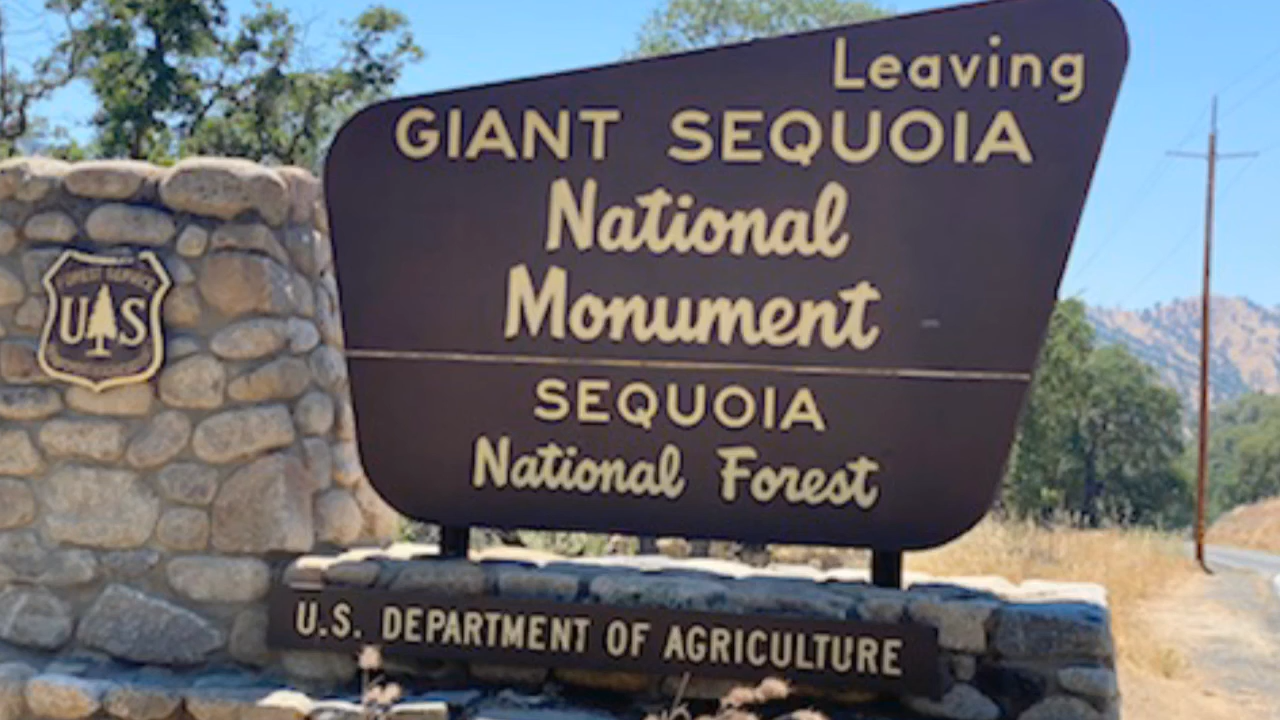 Leaving
GIANT SEQUOIA
National
Monument
SEQUOIA
National Forest
FOREST SERVICE
US
U.S. DEPARTMENT OF AGRICULTURE